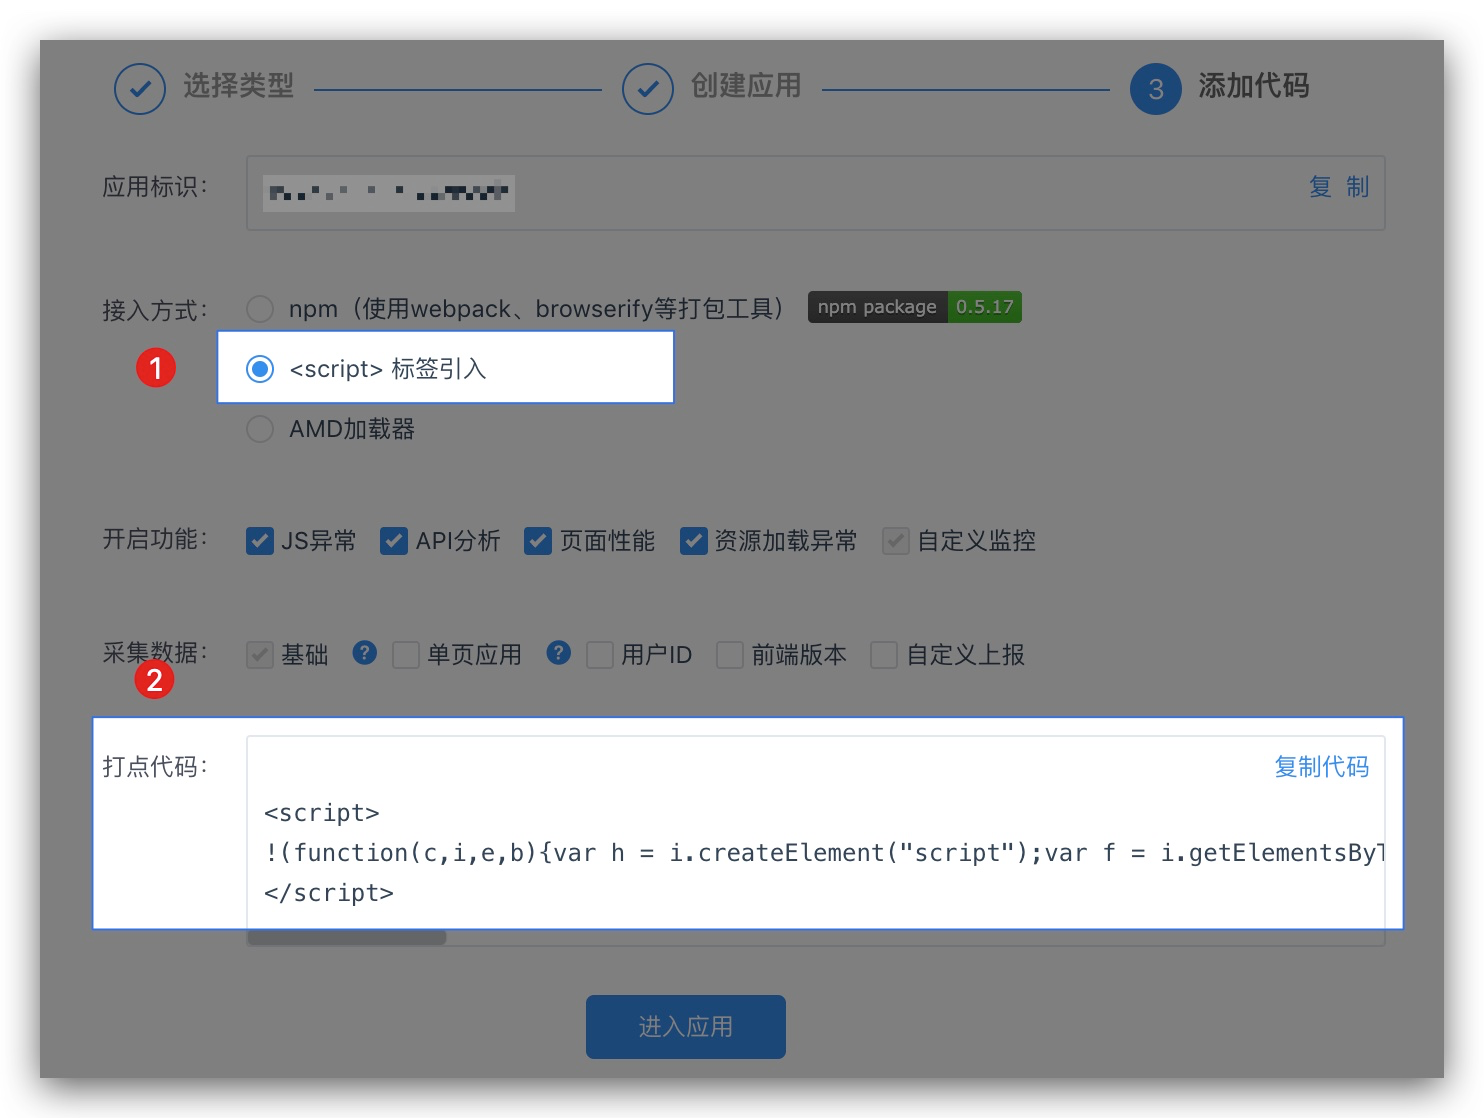 选择类型
创建应用
3 添加代码
应用标识：
复 制
接入方式：
npm（使用webpack、browserify等打包工具）
npm package 0.5.17
1
<script> 标签引入
AMD加载器
开启功能：
JS异常 API分析 页面性能 资源加载异常 自定义监控
采集数据：
基础 ? 单页应用 ? 用户ID 前端版本 自定义上报
2
打点代码：
复制代码
<script>
!(function(c,i,e,b){var h = i.createElement("script");var f = i.getElementsByT
</script>
进入应用